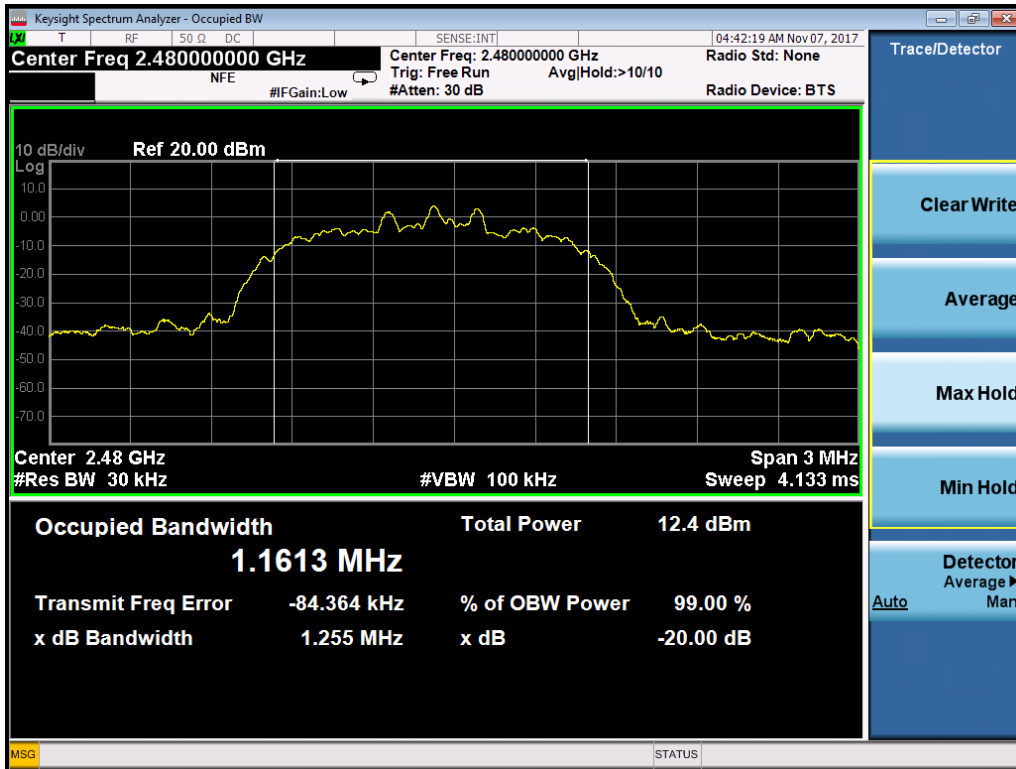 Keysight Spectrum Analyzer - Occupied BW
LXI T RF 50 Ω DC SENSE:INT 04:42:19 AM Nov 07, 2017
Center Freq 2.480000000 GHz
NFE
#IFGain:Low
Center Freq: 2.480000000 GHz
Trig: Free Run Avg|Hold:>10/10
#Atten: 30 dB
Radio Std: None
Radio Device: BTS
10 dB/div Ref 20.00 dBm
Log
10.0
0.00
-10.0
-20.0
-30.0
-40.0
-50.0
-60.0
-70.0
Center 2.48 GHz Span 3 MHz
#Res BW 30 kHz #VBW 100 kHz Sweep 4.133 ms
Occupied Bandwidth Total Power 12.4 dBm
1.1613 MHz
Transmit Freq Error -84.364 kHz % of OBW Power 99.00 %
x dB Bandwidth 1.255 MHz x dB -20.00 dB
MSG STATUS
Trace/Detector
Clear Write
Average
Max Hold
Min Hold
Detector
Average
Auto Man